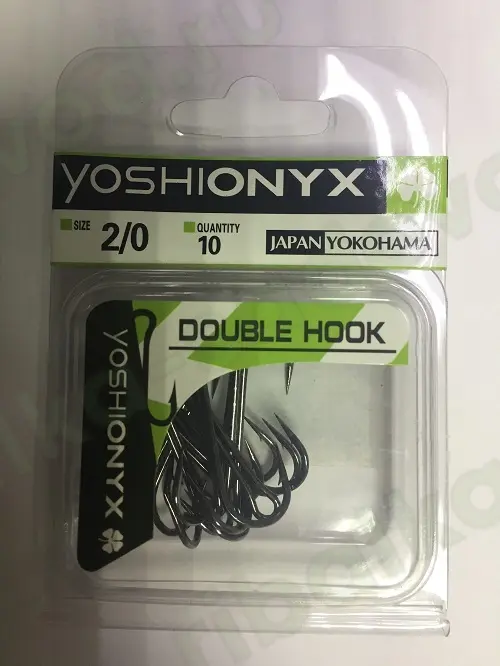 YOSHIONYX
SIZE 2/0
QUANTITY 10
JAPAN YOKOHAMA
DOUBLE HOOK
YOSHIONYX